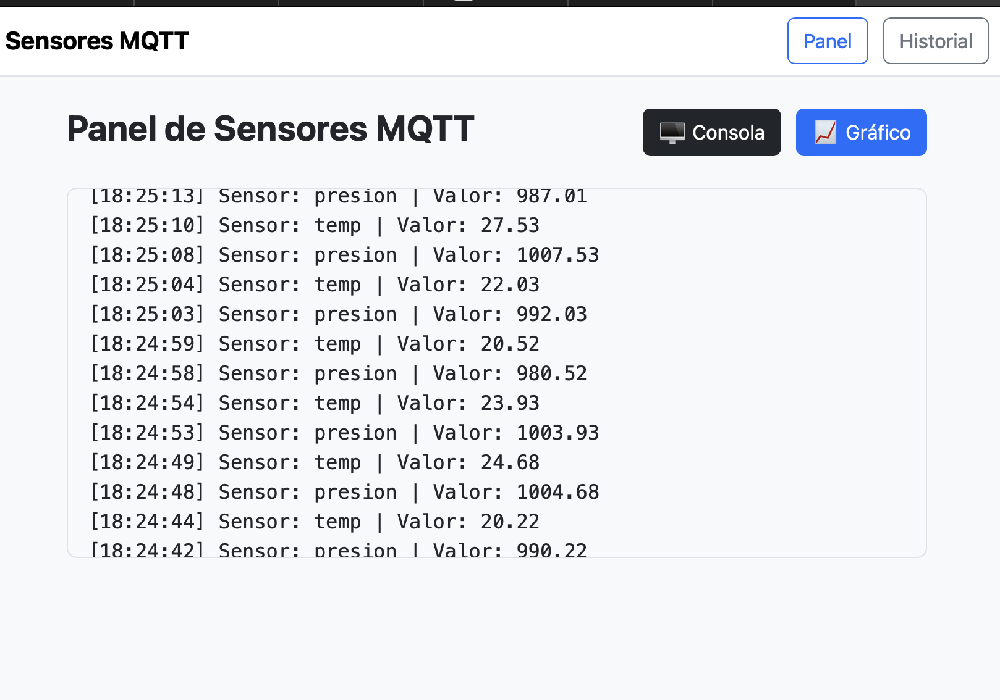 Sensores MQTT
Panel
Historial
Panel de Sensores MQTT
Consola
Gráfico
[18:25:13] Sensor: presion | Valor: 987.01
[18:25:10] Sensor: temp | Valor: 27.53
[18:25:08] Sensor: presion | Valor: 1007.53
[18:25:04] Sensor: temp | Valor: 22.03
[18:25:03] Sensor: presion | Valor: 992.03
[18:24:59] Sensor: temp | Valor: 20.52
[18:24:58] Sensor: presion | Valor: 980.52
[18:24:54] Sensor: temp | Valor: 23.93
[18:24:53] Sensor: presion | Valor: 1003.93
[18:24:49] Sensor: temp | Valor: 24.68
[18:24:48] Sensor: presion | Valor: 1004.68
[18:24:44] Sensor: temp | Valor: 20.22
[18:24:42] Sensor: presion | Valor: 990.22